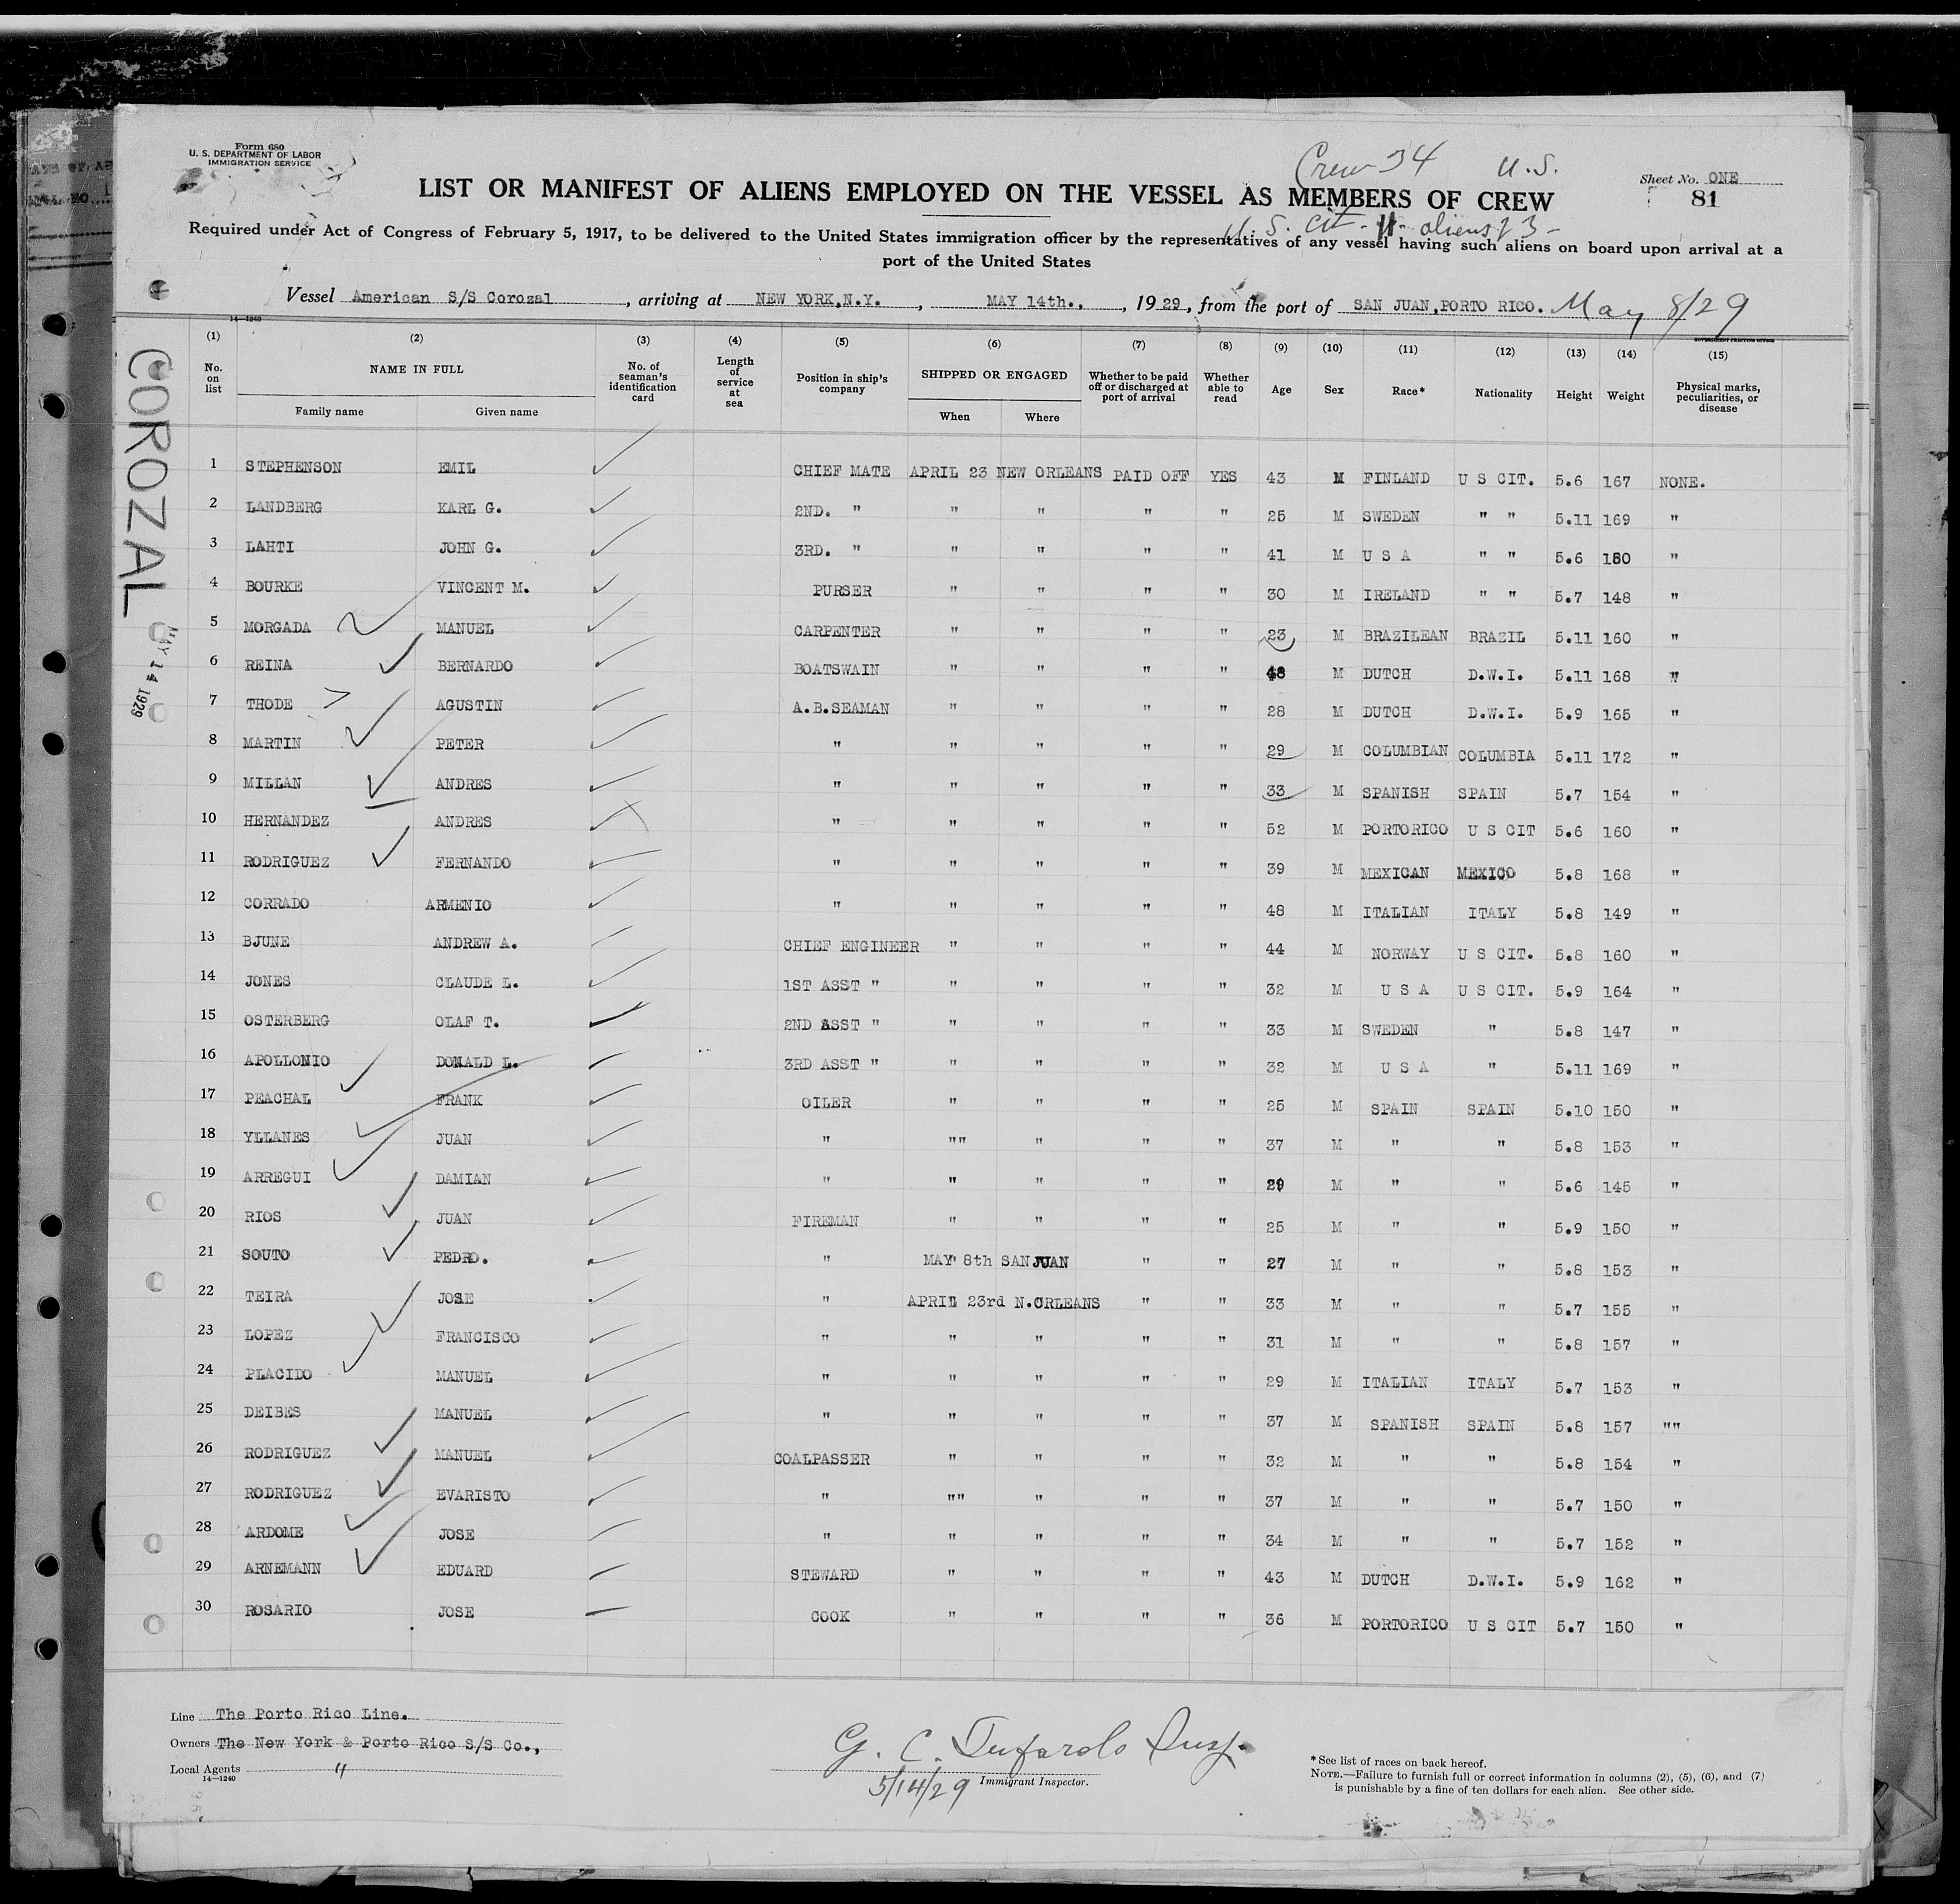 Form 680
U. S. DEPARTMENT OF LABOR
IMMIGRATION SERVICE
Crew 34 U.S.
Sheet No. ONE
81
LIST OR MANIFEST OF ALIENS EMPLOYED ON THE VESSEL AS MEMBERS OF CREW
U.S. cit - 11 - aliens 23 -
Required under Act of Congress of February 5, 1917, to be delivered to the United States immigration officer by the representatives of any vessel having such aliens on board upon arrival at a
port of the United States
Vessel American S/S Corozal, arriving at NEW YORK,N.Y., MAY 14th., 1929, from the port of SAN JUAN,PORTO RICO. May 8/29
14—1240
GOVERNMENT PRINTING OFFICE
(1) (2) (3) (4) (5) (6) (7) (8) (9) (10) (11) (12) (13) (14) (15)
No. on list NAME IN FULL No. of seaman's identification card Length of service at sea Position in ship's company SHIPPED OR ENGAGED Whether to be paid off or discharged at port of arrival Whether able to read Age Sex Race* Nationality Height Weight Physical marks, peculiarities, or disease
Family name Given name When Where
COROZAL
MAY 14 1929
1 STEPHENSON EMIL CHIEF MATE APRIL 23 NEW ORLEANS PAID OFF YES 43 M FINLAND U S CIT. 5.6 167 NONE.
2 LANDBERG KARL G. 2ND. " " " " " 25 M SWEDEN " " 5.11 169 "
3 LAHTI JOHN G. 3RD. " " " " " 41 M U S A " " 5.6 180 "
4 BOURKE VINCENT M. PURSER " " " " 30 M IRELAND " " 5.7 148 "
5 MORGADA MANUEL CARPENTER " " " " 23 M BRAZILEAN BRAZIL 5.11 160 "
6 REINA BERNARDO BOATSWAIN " " " " 48 M DUTCH D.W.I. 5.11 168 "
7 THODE AGUSTIN A.B.SEAMAN " " " " 28 M DUTCH D.W.I. 5.9 165 "
8 MARTIN PETER " " " " " 29 M COLUMBIAN COLUMBIA 5.11 172 "
9 MILLAN ANDRES " " " " " 33 M SPANISH SPAIN 5.7 154 "
10 HERNANDEZ ANDRES " " " " " 52 M PORTORICO U S CIT 5.6 160 "
11 RODRIGUEZ FERNANDO " " " " " 39 M MEXICAN MEXICO 5.8 168 "
12 CORRADO ARMENIO " " " " " 48 M ITALIAN ITALY 5.8 149 "
13 BJUNE ANDREW A. CHIEF ENGINEER " " " " 44 M NORWAY U S CIT. 5.8 160 "
14 JONES CLAUDE L. 1ST ASST " " " " " 32 M U S A U S CIT. 5.9 164 "
15 OSTERBERG OLAF T. 2ND ASST " " " " " 33 M SWEDEN " 5.8 147 "
16 APOLLONIO DONALD L. 3RD ASST " " " " " 32 M U S A " 5.11 169 "
17 PEACHAL FRANK OILER " " " " 25 M SPAIN SPAIN 5.10 150 "
18 YLLANES JUAN " "" " " " 37 M " " 5.8 153 "
19 ARREGUI DAMIAN " " " " " 29 M " " 5.6 145 "
20 RIOS JUAN FIREMAN " " " " 25 M " " 5.9 150 "
21 SOUTO PEDRO. " MAY 8th SAN JUAN " " 27 M " " 5.8 153 "
22 TEIRA JOSE " APRIL 23rd N.ORLEANS " " 33 M " " 5.7 155 "
23 LOPEZ FRANCISCO " " " " " 31 M " " 5.8 157 "
24 PLACIDO MANUEL " " " " " 29 M ITALIAN ITALY 5.7 153 "
25 DEIBES MANUEL " " " " " 37 M SPANISH SPAIN 5.8 157 ""
26 RODRIGUEZ MANUEL COALPASSER " " " " 32 M " " 5.8 154 "
27 RODRIGUEZ EVARISTO " "" " " " 37 M " " 5.7 150 "
28 ARDOME JOSE " " " " " 34 M " " 5.7 152 "
29 ARNEMANN EDUARD STEWARD " " " " 43 M DUTCH D.W.I. 5.9 162 "
30 ROSARIO JOSE COOK " " " " 36 M PORTORICO U S CIT 5.7 150 "
Line The Porto Rico Line.
Owners The New York & Porto Rico S/S Co.,
Local Agents "
14—1240
G. C. Insp.
5/14/29 Immigrant Inspector.
*See list of races on back hereof.
NOTE.—Failure to furnish full or correct information in columns (2), (5), (6), and (7)
is punishable by a fine of ten dollars for each alien. See other side.